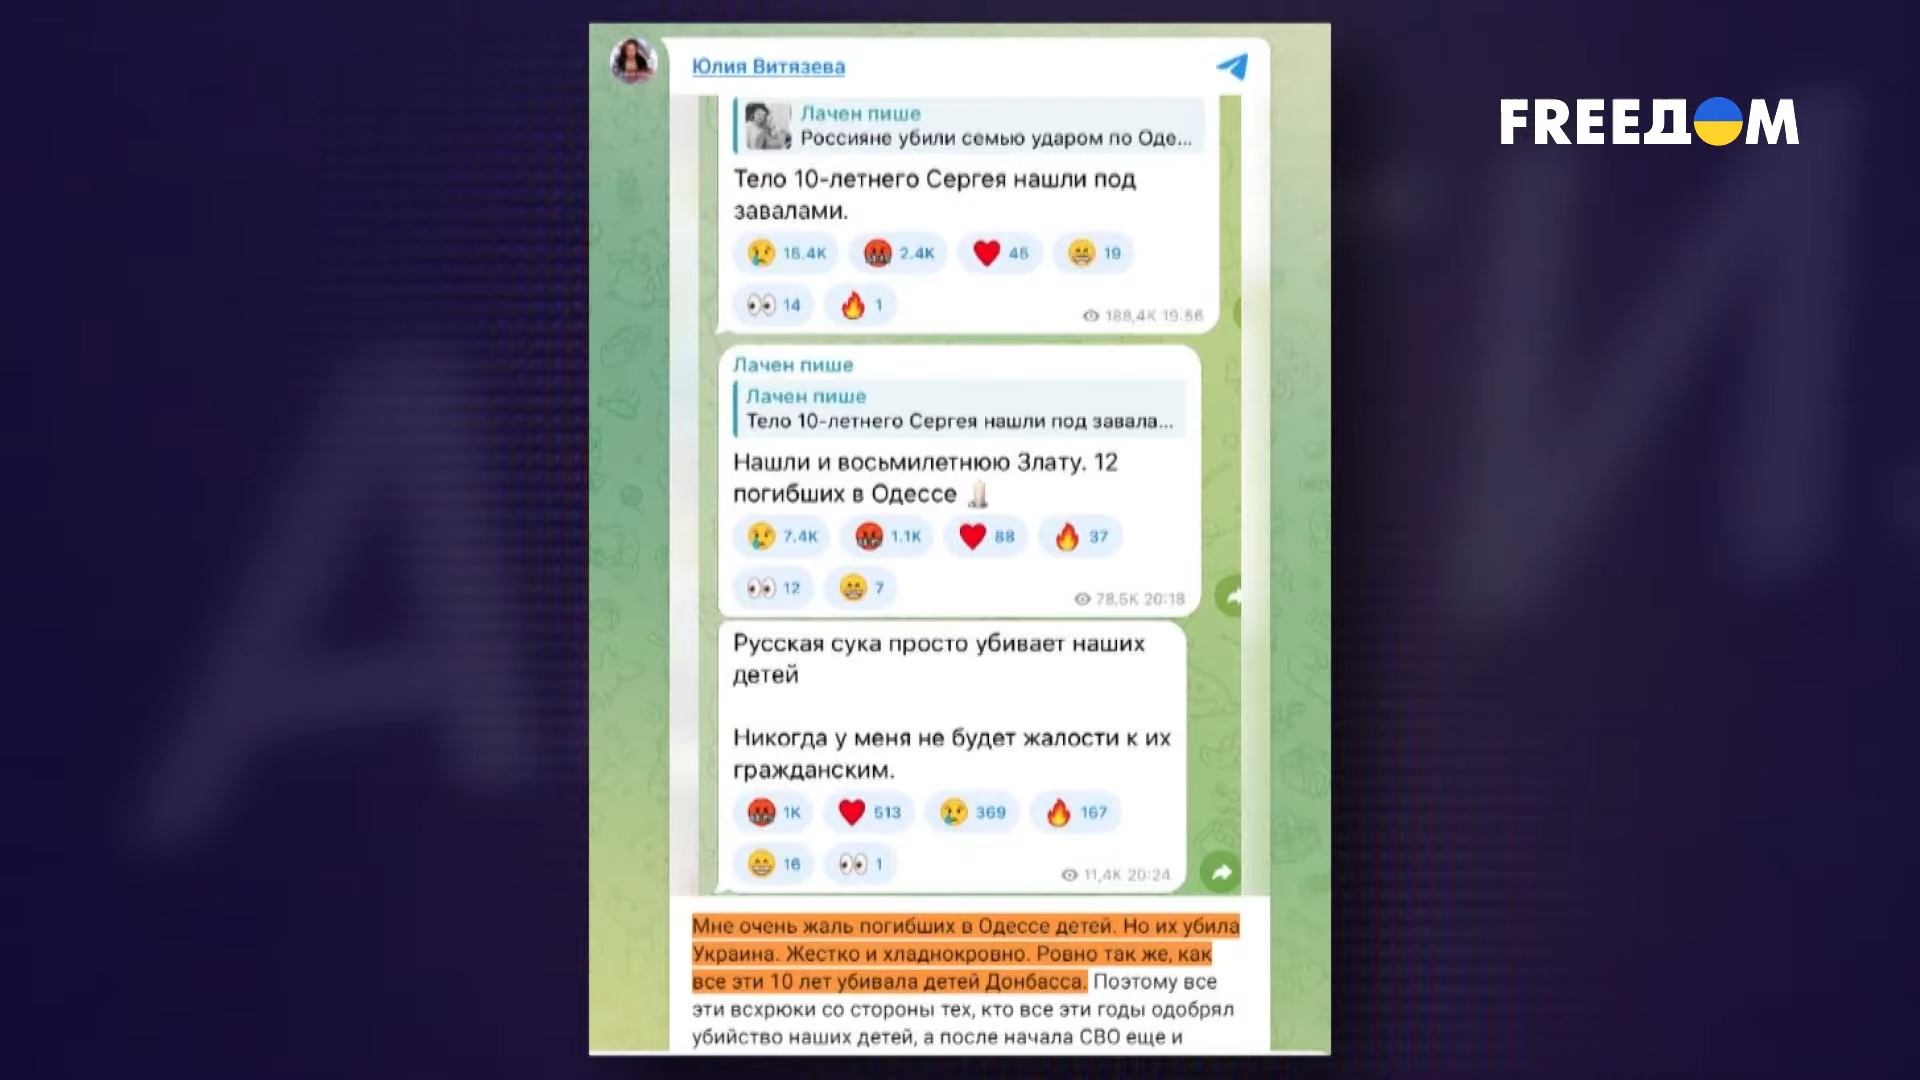 Юлия Витязева
FREEДOM
Лачен пише
Россияне убили семью ударом по Оде...
Тело 10-летнего Сергея нашли под
завалами.
16.4K 2.4K 46 19
14 1
188,4K 19:56
Лачен пише
Лачен пише
Тело 10-летнего Сергея нашли под завала...
Нашли и восьмилетнюю Злату. 12
погибших в Одессе
7.4K 1.1K 88 37
12 7
78,5K 20:18
Русская сука просто убивает наших
детей
Никогда у меня не будет жалости к их
гражданским.
1K 513 369 167
16 1
11,4K 20:24
Мне очень жаль погибших в Одессе детей. Но их убила
Украина. Жестко и хладнокровно. Ровно так же, как
все эти 10 лет убивала детей Донбасса. Поэтому все
эти всхрюки со стороны тех, кто все эти годы одобрял
убийство наших детей, а после начала СВО еще и